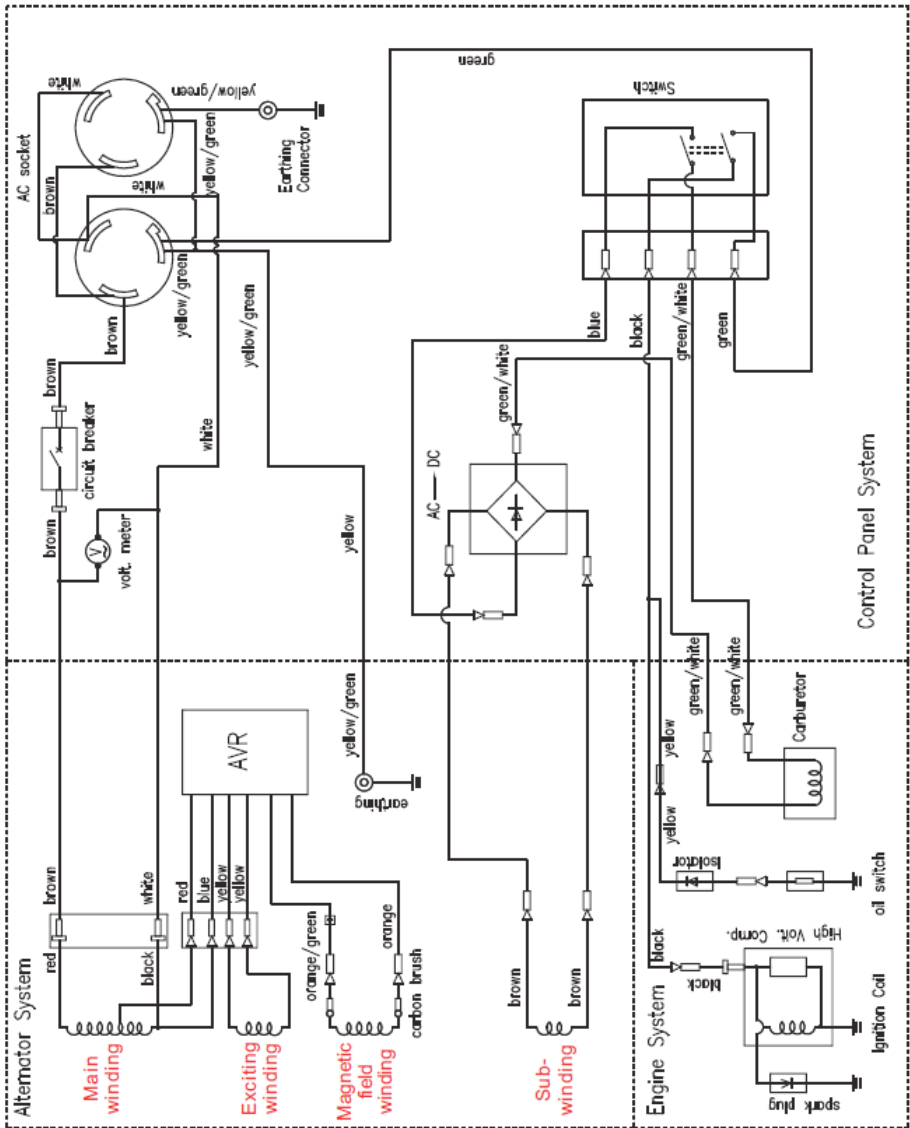 AC socket
white
brown
white
yellow/green
yellow/green
Earthing
Connector
green
Switch
brown
brown
yellow/green
yellow/green
circuit breaker
white
brown
volt. meter
V
yellow
AC — DC
green/white
blue
black
green/white
green
Control Panel System
Alternator System
brown
red
white
black
AVR
red
blue
yellow
yellow
yellow/green
earthing
orange/green
orange
carbon brush
brown
brown
Main
winding
Exciting
winding
Magnetic
field
winding
Sub-
winding
Engine System
yellow
yellow
green/white
green/white
Carburetor
Isolator
oil switch
black
black
High Volt. Comp.
Ignition Coil
spark plug